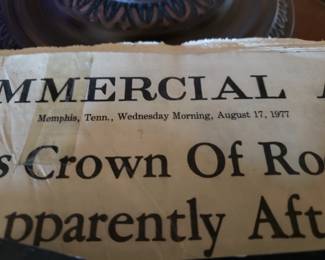 MMERCIAL
Memphis, Tenn., Wednesday Morning, August 17, 1977
s Crown Of Ro
pparently Aft